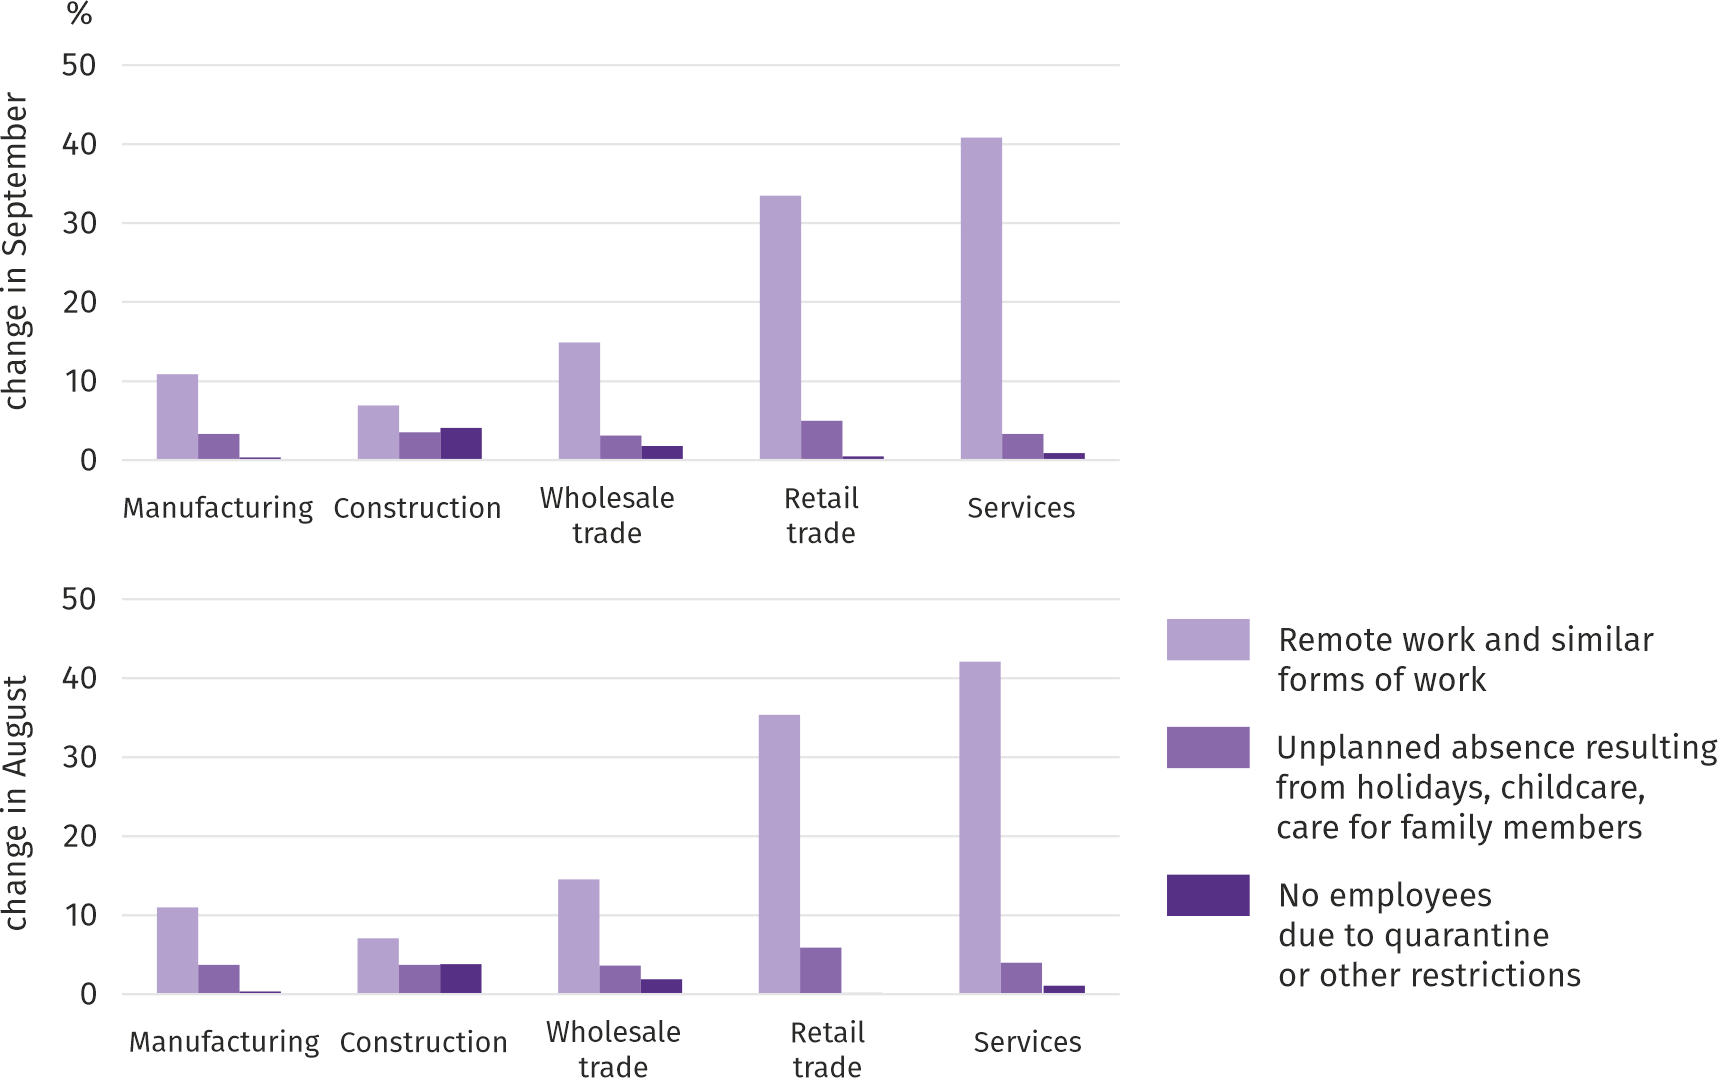 %
change in September
50
40
30
20
10
0
Manufacturing
Construction
Wholesale
trade
Retail
trade
Services
change in August
50
40
30
20
10
0
Manufacturing
Construction
Wholesale
trade
Retail
trade
Services
Remote work and similar
forms of work
Unplanned absence resulting
from holidays, childcare,
care for family members
No employees
due to quarantine
or other restrictions